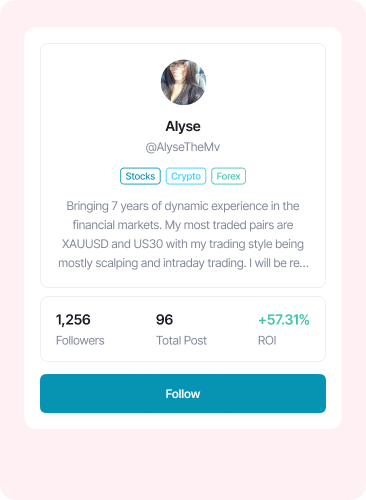 Alyse
@AlyseTheMv
Stocks Crypto Forex
Bringing 7 years of dynamic experience in the
financial markets. My most traded pairs are
XAUUSD and US30 with my trading style being
mostly scalping and intraday trading. I will be re...
1,256 96 +57.31%
Followers Total Post ROI
Follow